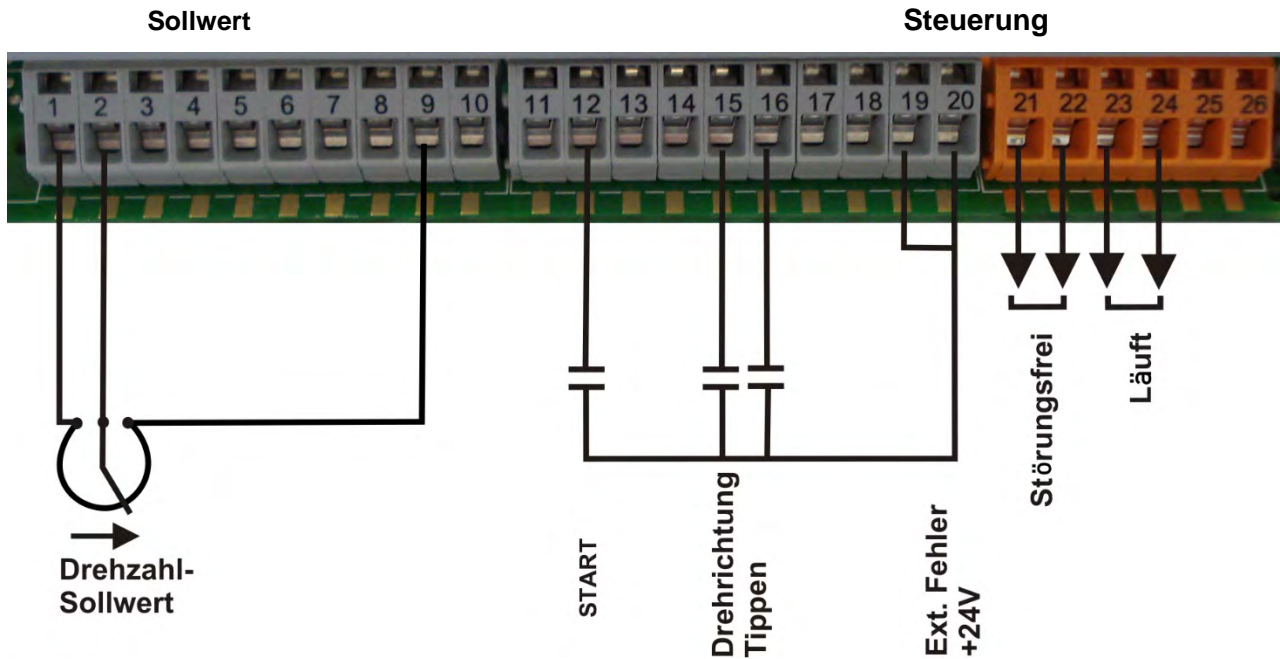 Sollwert
Steuerung
1 2 3 4 5 6 7 8 9 10 11 12 13 14 15 16 17 18 19 20 21 22 23 24 25 26
Drehzahl-
Sollwert
START
Drehrichtung
Tippen
Ext. Fehler
+24V
Störungsfrei
Läuft